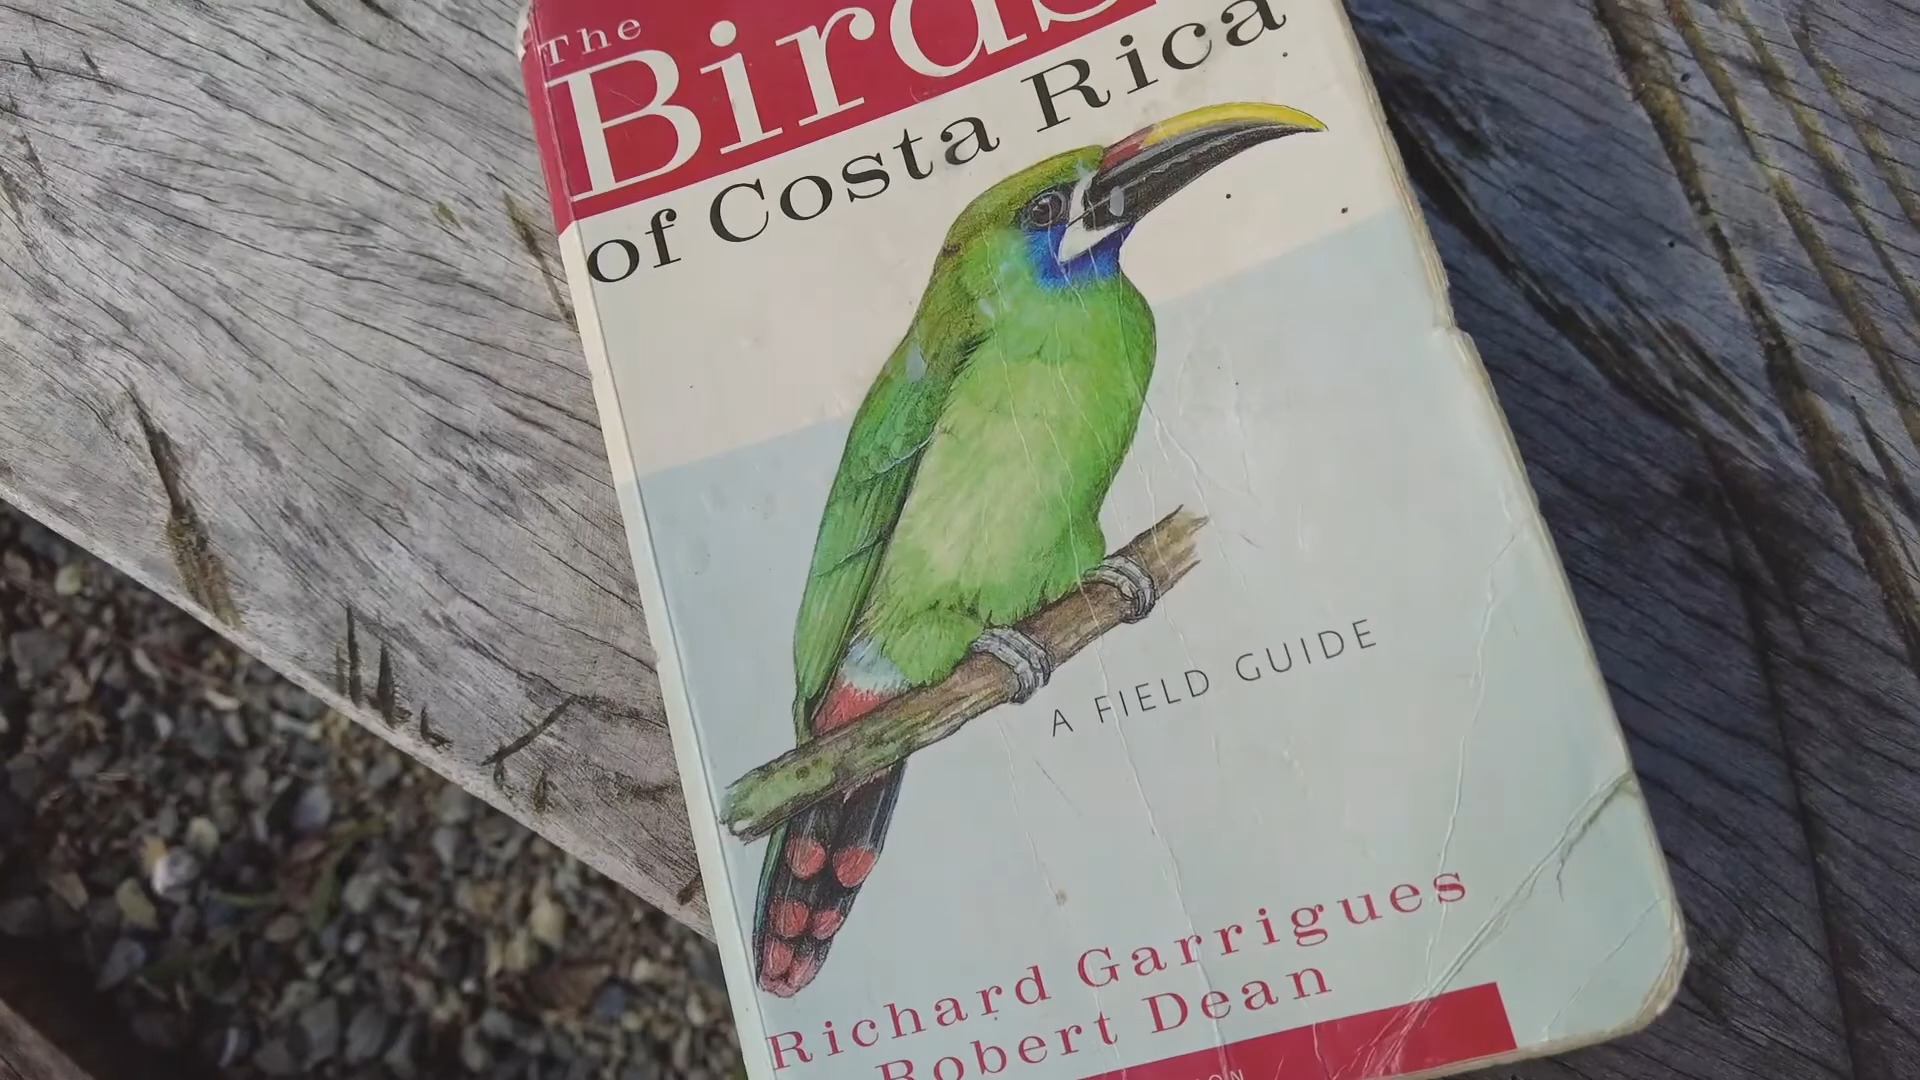 The
Birds
of Costa Rica
A FIELD GUIDE
Richard Garrigues
Robert Dean